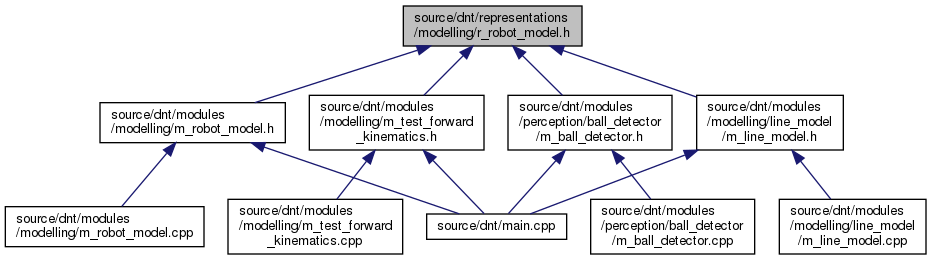 source/dnt/representations
/modelling/r_robot_model.h
source/dnt/modules
/modelling/m_robot_model.h
source/dnt/modules
/modelling/m_test_forward
_kinematics.h
source/dnt/modules
/perception/ball_detector
/m_ball_detector.h
source/dnt/modules
/modelling/line_model
/m_line_model.h
source/dnt/modules
/modelling/m_robot_model.cpp
source/dnt/modules
/modelling/m_test_forward
_kinematics.cpp
source/dnt/main.cpp
source/dnt/modules
/perception/ball_detector
/m_ball_detector.cpp
source/dnt/modules
/modelling/line_model
/m_line_model.cpp